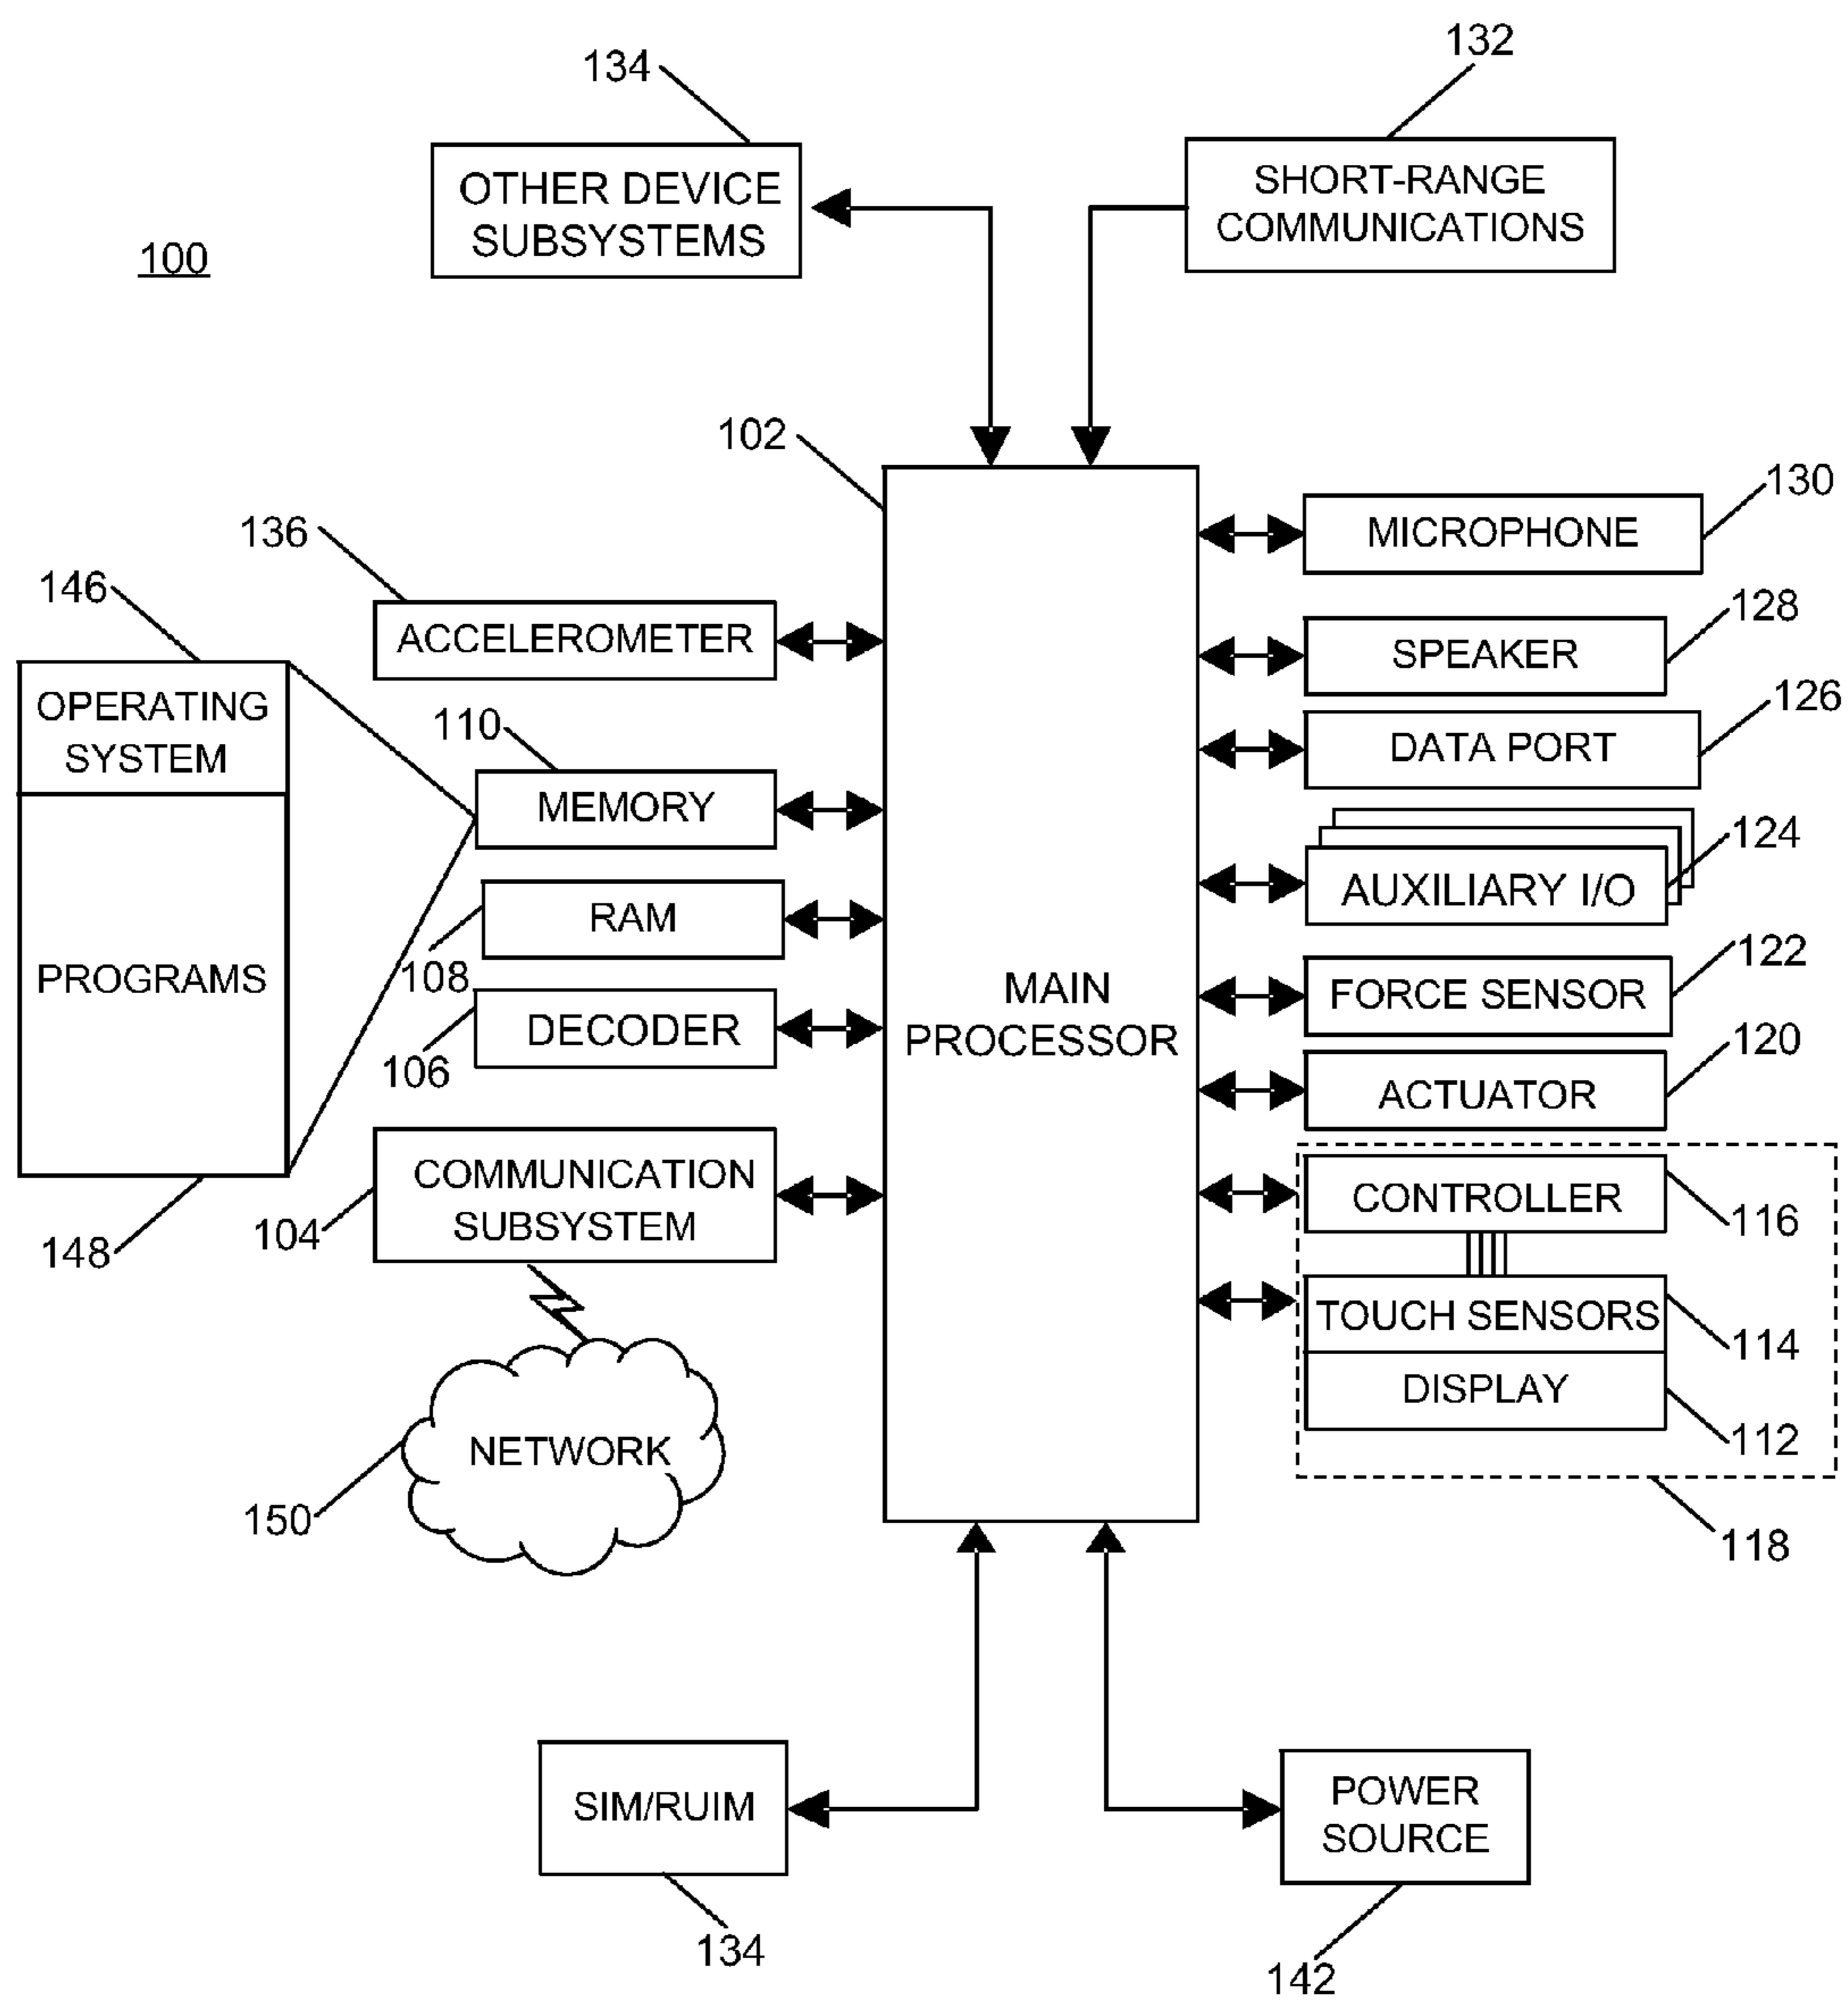 134
132
OTHER DEVICE
SUBSYSTEMS
SHORT-RANGE
COMMUNICATIONS
100
102
130
MICROPHONE
136
ACCELEROMETER
146
128
SPEAKER
OPERATING
SYSTEM
126
DATA PORT
110
MEMORY
124
AUXILIARY I/O
RAM
108
PROGRAMS
122
FORCE SENSOR
MAIN
PROCESSOR
DECODER
106
120
ACTUATOR
COMMUNICATION
SUBSYSTEM
104
148
CONTROLLER
116
TOUCH SENSORS
114
DISPLAY
112
NETWORK
150
118
SIM/RUIM
134
POWER
SOURCE
142